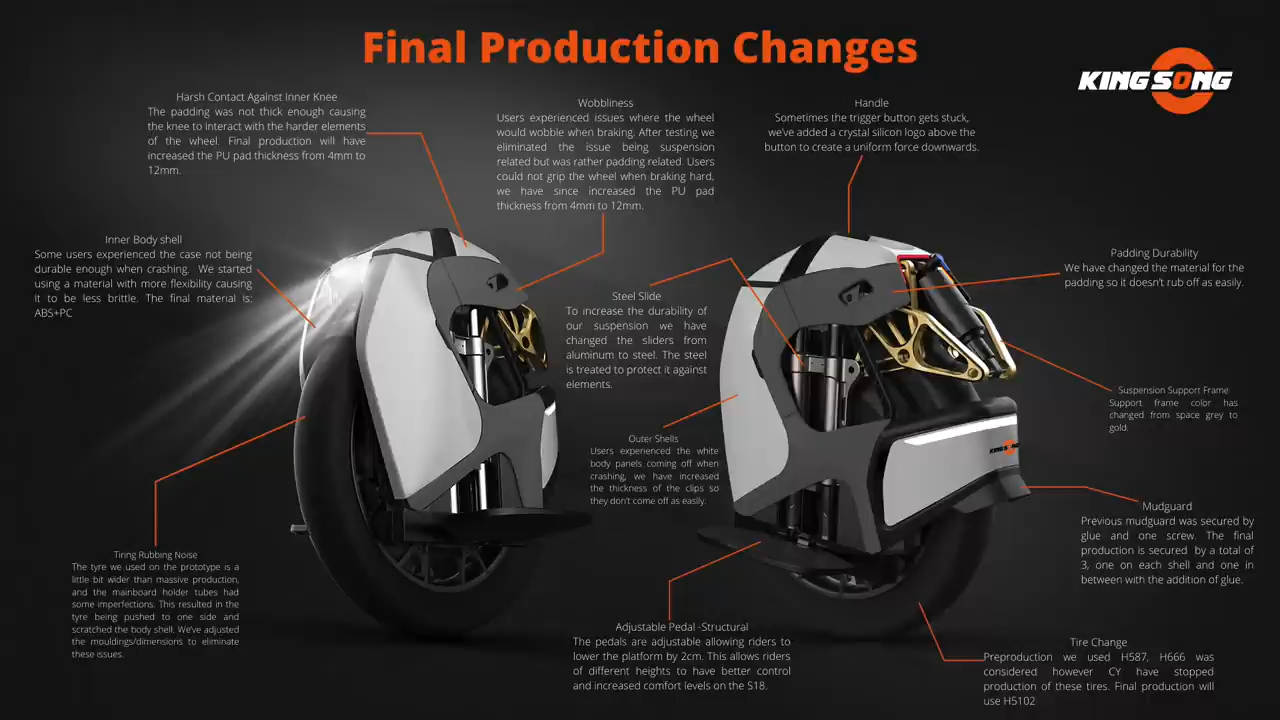 Final Production Changes
KINGSONG
Harsh Contact Against Inner Knee
The padding was not thick enough causing
the knee to interact with the harder elements
of the wheel. Final production will have
increased the PU pad thickness from 4mm to
12mm.
Wobbliness
Users experienced issues where the wheel
would wobble when braking. After testing we
eliminated the issue being suspension
related but was rather padding related. Users
could not grip the wheel when braking hard,
we have since increased the PU pad
thickness from 4mm to 12mm.
Handle
Sometimes the trigger button gets stuck,
we've added a crystal silicon logo above the
button to create a uniform force downwards.
Inner Body shell
Some users experienced the case not being
durable enough when crashing. We started
using a material with more flexibility causing
it to be less brittle. The final material is:
ABS+PC
Steel Slide
To increase the durability of
our suspension we have
changed the sliders from
aluminum to steel. The steel
is treated to protect it against
elements.
Padding Durability
We have changed the material for the
padding so it doesn't rub off as easily.
Suspension Support Frame
Support frame color has
changed from space grey to
gold.
Outer Shells
Users experienced the white
body panels coming off when
crashing, we have increased
the thickness of the clips so
they don't come off as easily.
KINGSONG
Mudguard
Previous mudguard was secured by
glue and one screw. The final
production is secured by a total of
3, one on each shell and one in
between with the addition of glue.
Tiring Rubbing Noise
The tyre we used on the prototype is a
little bit wider than massive production,
and the mainboard holder tubes had
some imperfections. This resulted in the
tyre being pushed to one side and
scratched the body shell. We've adjusted
the mouldings/dimensions to eliminate
these issues.
Adjustable Pedal -Structural
The pedals are adjustable allowing riders to
lower the platform by 2cm. This allows riders
of different heights to have better control
and increased comfort levels on the S18.
Tire Change
Preproduction we used H587, H666 was
considered however CY have stopped
production of these tires. Final production will
use H5102